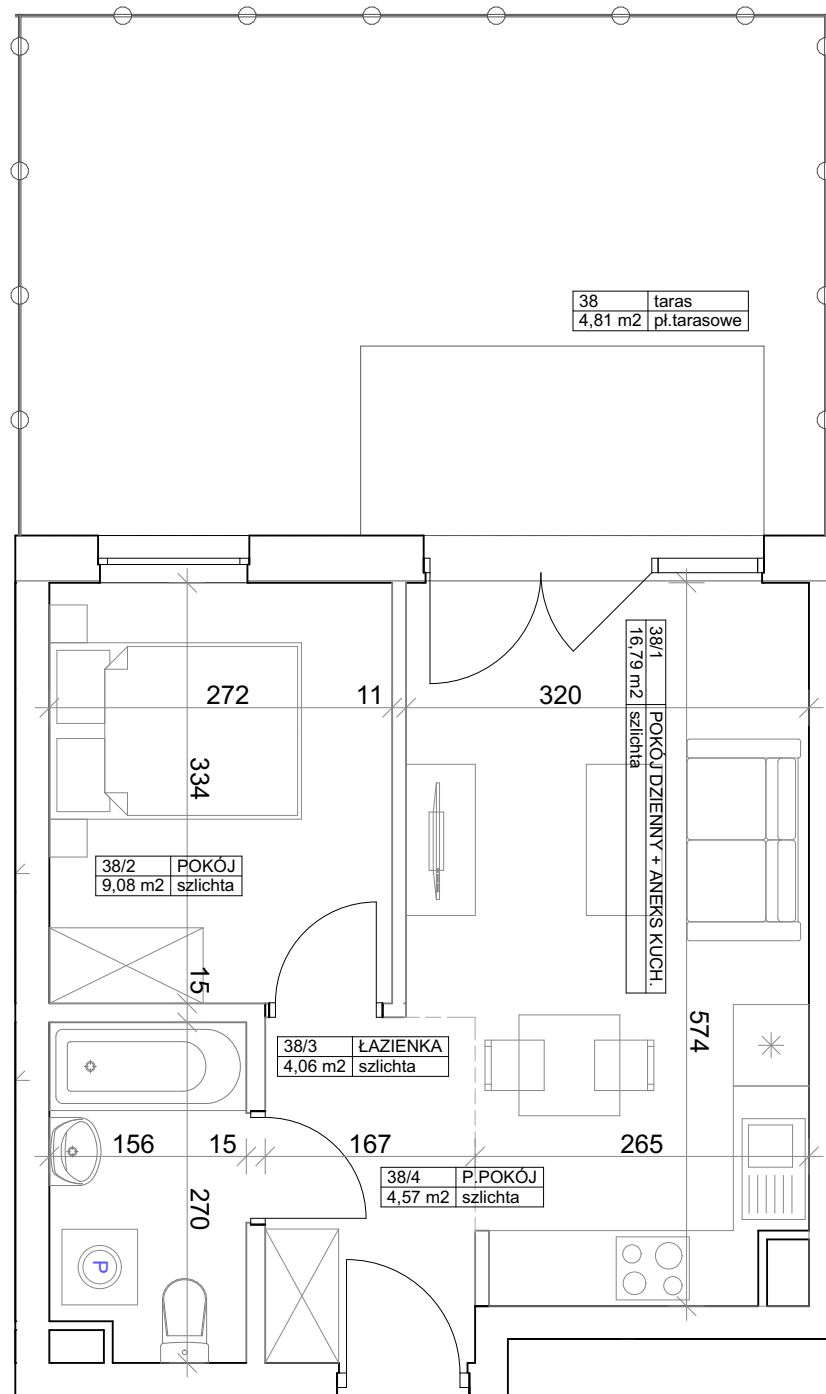 38 taras
4,81 m2 pł.tarasowe
38/1 POKÓJ DZIENNY + ANEKS KUCH.
16,79 m2 szlichta
272 11 320
334
38/2 POKÓJ
9,08 m2 szlichta
15
574
38/3 ŁAZIENKA
4,06 m2 szlichta
156 15 167 265
38/4 P.POKÓJ
4,57 m2 szlichta
270
P